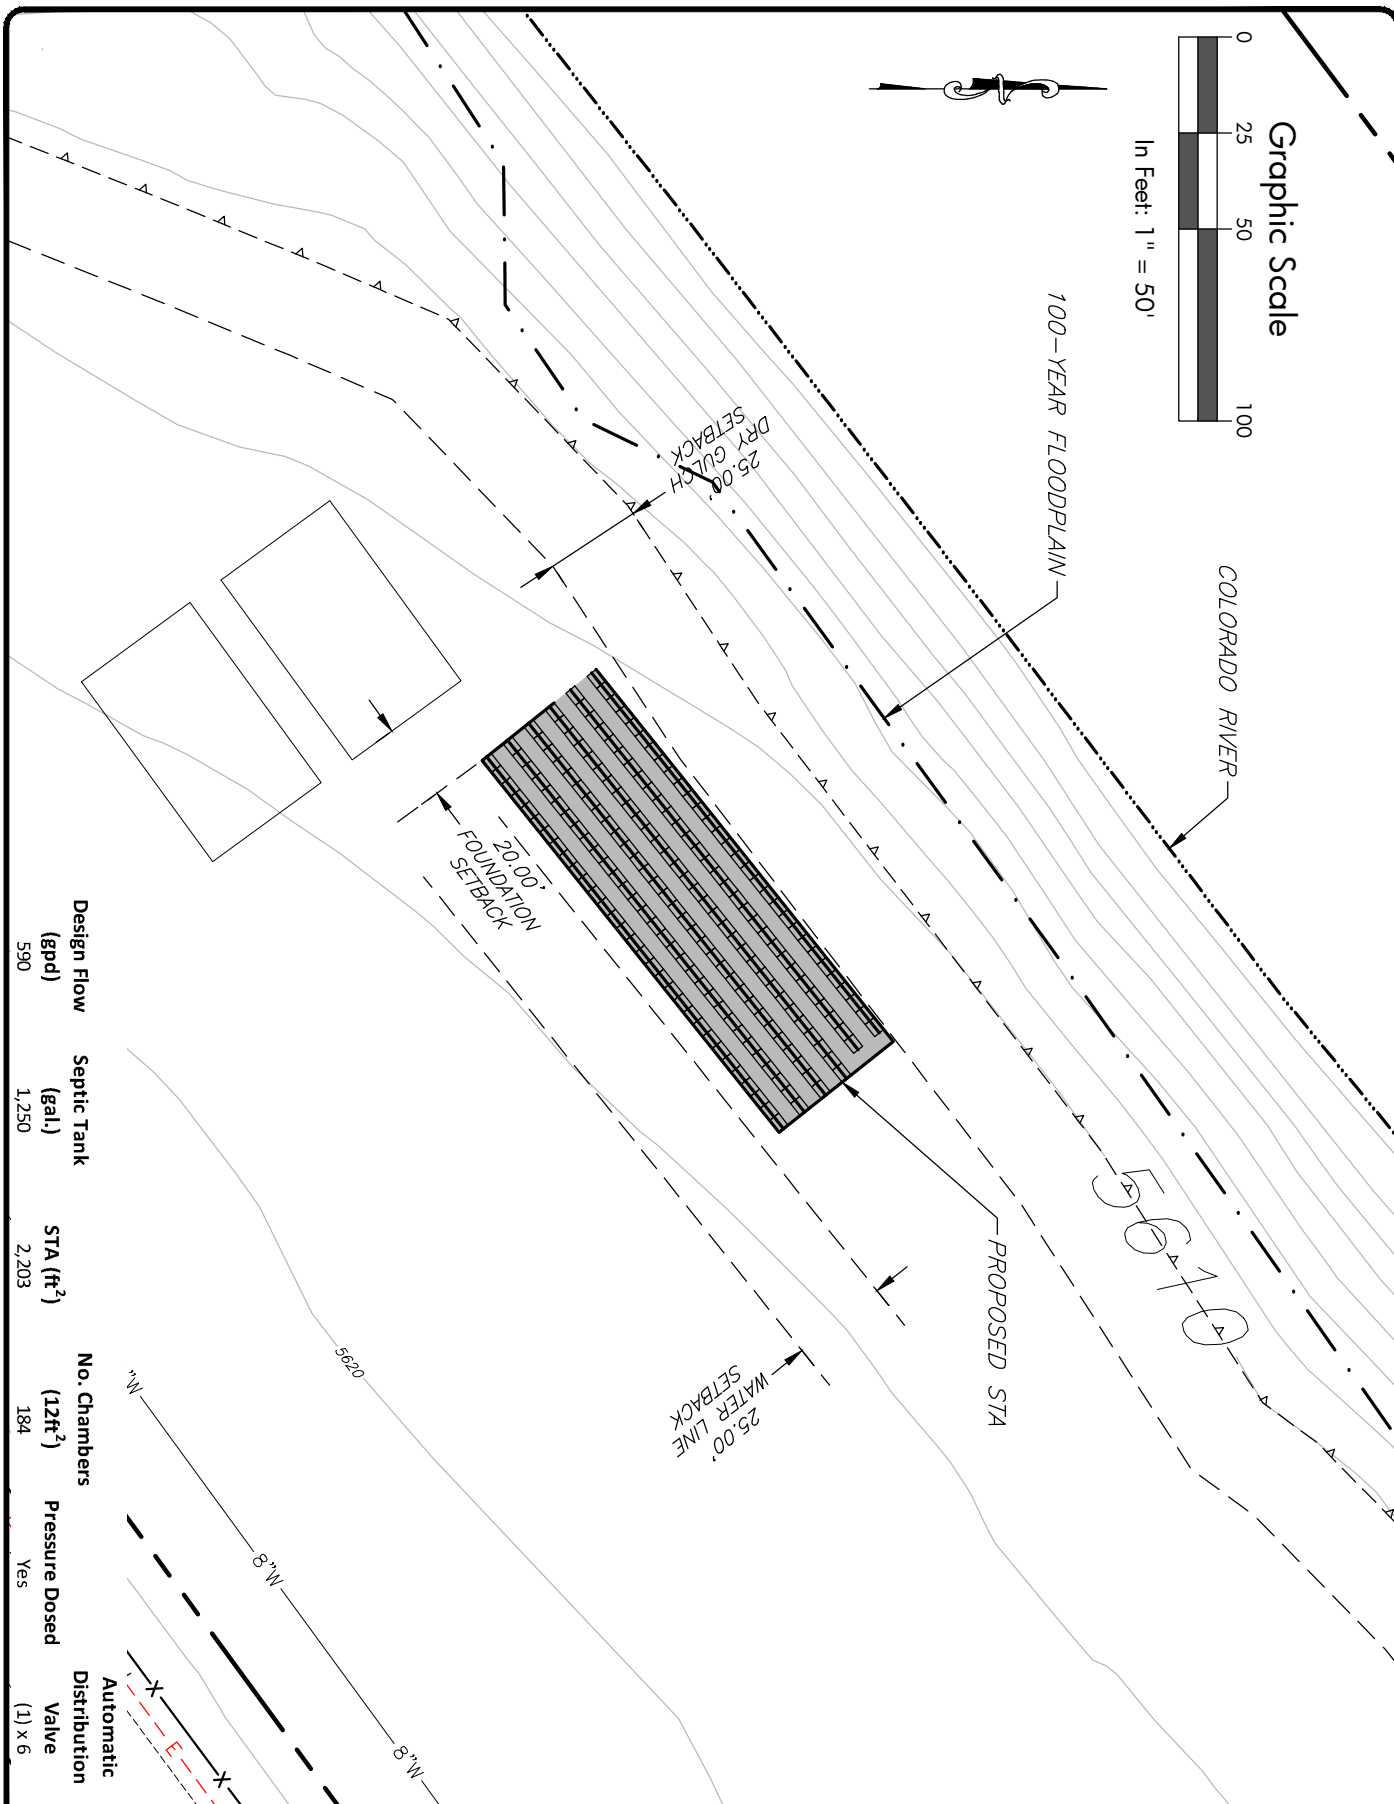 Graphic Scale
0 25 50 100
In Feet: 1" = 50'
100-YEAR FLOODPLAIN
COLORADO RIVER
25.00'
DRY GULCH
SETBACK
20.00'
FOUNDATION
SETBACK
PROPOSED STA
5610
25.00'
WATER LINE
SETBACK
5620
"W
8"W
8"W
X
X
E
Design Flow
(gpd)
590
Septic Tank
(gal.)
1,250
STA (ft²)
2,203
No. Chambers
(12ft²)
184
Pressure Dosed
Yes
Automatic
Distribution
Valve
(1) x 6